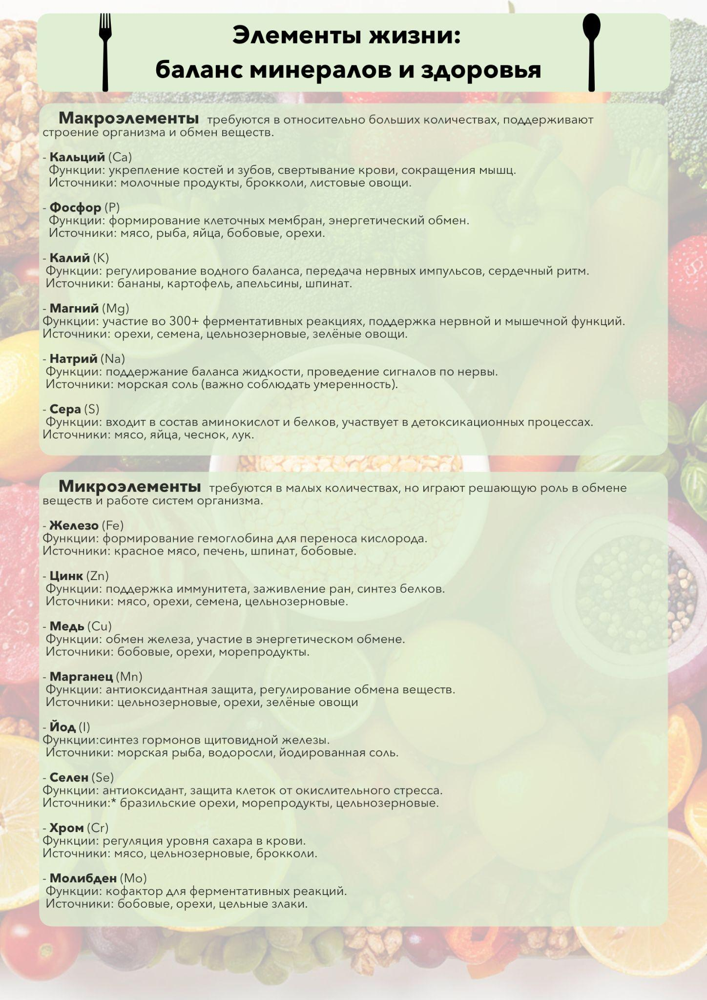 Элементы жизни:
баланс минералов и здоровья
Макроэлементы требуются в относительно больших количествах, поддерживают
строение организма и обмен веществ.
- Кальций (Ca)
Функции: укрепление костей и зубов, свертывание крови, сокращения мышц.
Источники: молочные продукты, брокколи, листовые овощи.
- Фосфор (P)
Функции: формирование клеточных мембран, энергетический обмен.
Источники: мясо, рыба, яйца, бобовые, орехи.
- Калий (K)
Функции: регулирование водного баланса, передача нервных импульсов, сердечный ритм.
Источники: бананы, картофель, апельсины, шпинат.
- Магний (Mg)
Функции: участие во 300+ ферментативных реакциях, поддержка нервной и мышечной функций.
Источники: орехи, семена, цельнозерновые, зелёные овощи.
- Натрий (Na)
Функции: поддержание баланса жидкости, проведение сигналов по нервы.
Источники: морская соль (важно соблюдать умеренность).
- Сера (S)
Функции: входит в состав аминокислот и белков, участвует в детоксикационных процессах.
Источники: мясо, яйца, чеснок, лук.
Микроэлементы требуются в малых количествах, но играют решающую роль в обмене
веществ и работе систем организма.
- Железо (Fe)
Функции: формирование гемоглобина для переноса кислорода.
Источники: красное мясо, печень, шпинат, бобовые.
- Цинк (Zn)
Функции: поддержка иммунитета, заживление ран, синтез белков.
Источники: мясо, орехи, семена, цельнозерновые.
- Медь (Cu)
Функции: обмен железа, участие в энергетическом обмене.
Источники: бобовые, орехи, морепродукты.
- Марганец (Mn)
Функции: антиоксидантная защита, регулирование обмена веществ.
Источники: цельнозерновые, орехи, зелёные овощи
- Йод (I)
Функции:синтез гормонов щитовидной железы.
Источники: морская рыба, водоросли, йодированная соль.
- Селен (Se)
Функции: антиоксидант, защита клеток от окислительного стресса.
Источники:* бразильские орехи, морепродукты, цельнозерновые.
- Хром (Cr)
Функции: регуляция уровня сахара в крови.
Источники: мясо, цельнозерновые, брокколи.
- Молибден (Mo)
Функции: кофактор для ферментативных реакций.
Источники: бобовые, орехи, цельные злаки.